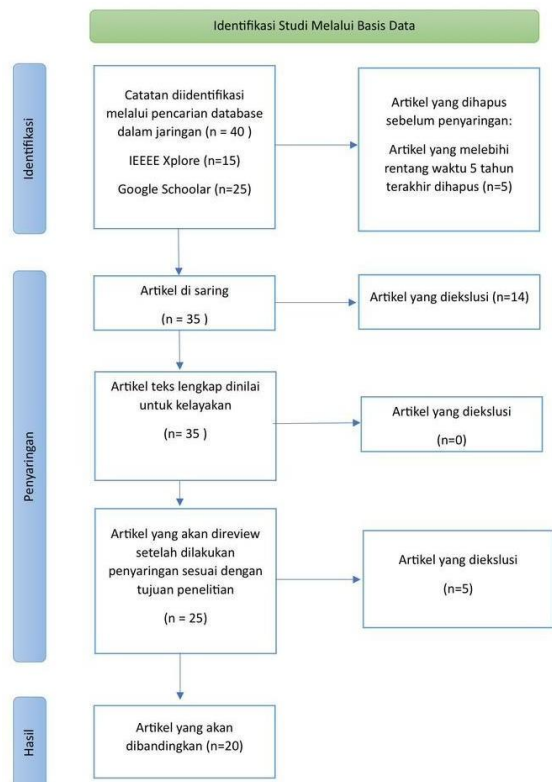 Identifikasi Studi Melalui Basis Data
Identifikasi
Catatan diidentifikasi
melalui pencarian database
dalam jaringan (n = 40 )
IEEEE Xplore (n=15)
Google Schoolar (n=25)
Artikel yang dihapus
sebelum penyaringan:
Artikel yang melebihi
rentang waktu 5 tahun
terakhir dihapus (n=5)
Penyaringan
Artikel di saring
(n = 35 )
Artikel yang diekslusi (n=14)
Artikel teks lengkap dinilai
untuk kelayakan
(n= 35 )
Artikel yang diekslusi
(n=0)
Artikel yang akan direview
setelah dilakukan
penyaringan sesuai dengan
tujuan penelitian
(n = 25)
Artikel yang diekslusi
(n=5)
Hasil
Artikel yang akan
dibandingkan (n=20)